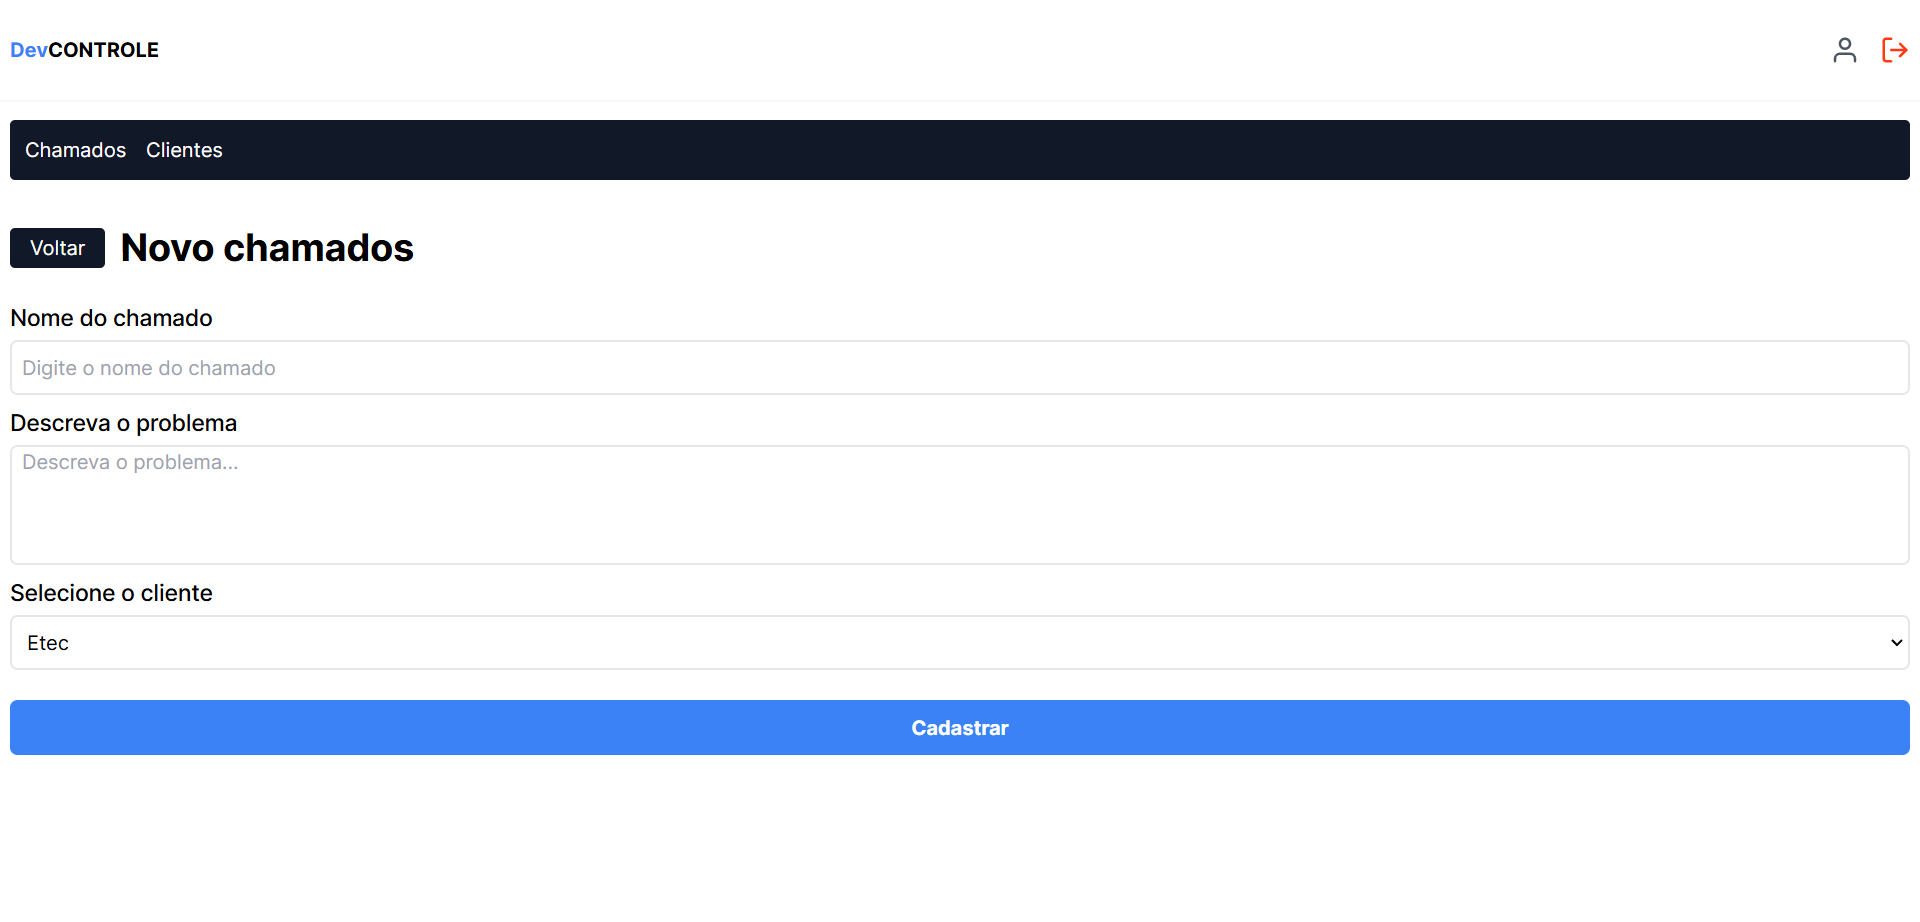 DevCONTROLE
Chamados Clientes
Voltar Novo chamados
Nome do chamado
Digite o nome do chamado
Descreva o problema
Descreva o problema...
Selecione o cliente
Etec
Cadastrar